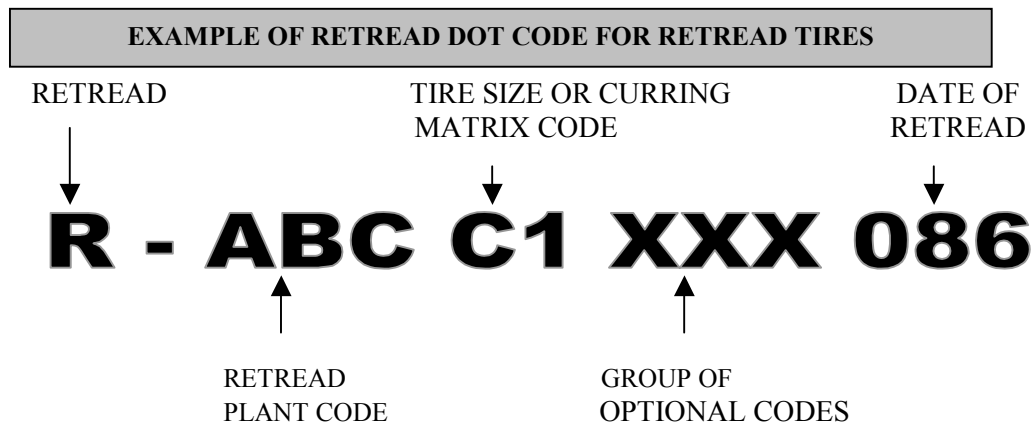 EXAMPLE OF RETREAD DOT CODE FOR RETREAD TIRES
RETREAD
TIRE SIZE OR CURRING
MATRIX CODE
DATE OF
RETREAD
R - ABC C1 XXX 086
RETREAD
PLANT CODE
GROUP OF
OPTIONAL CODES